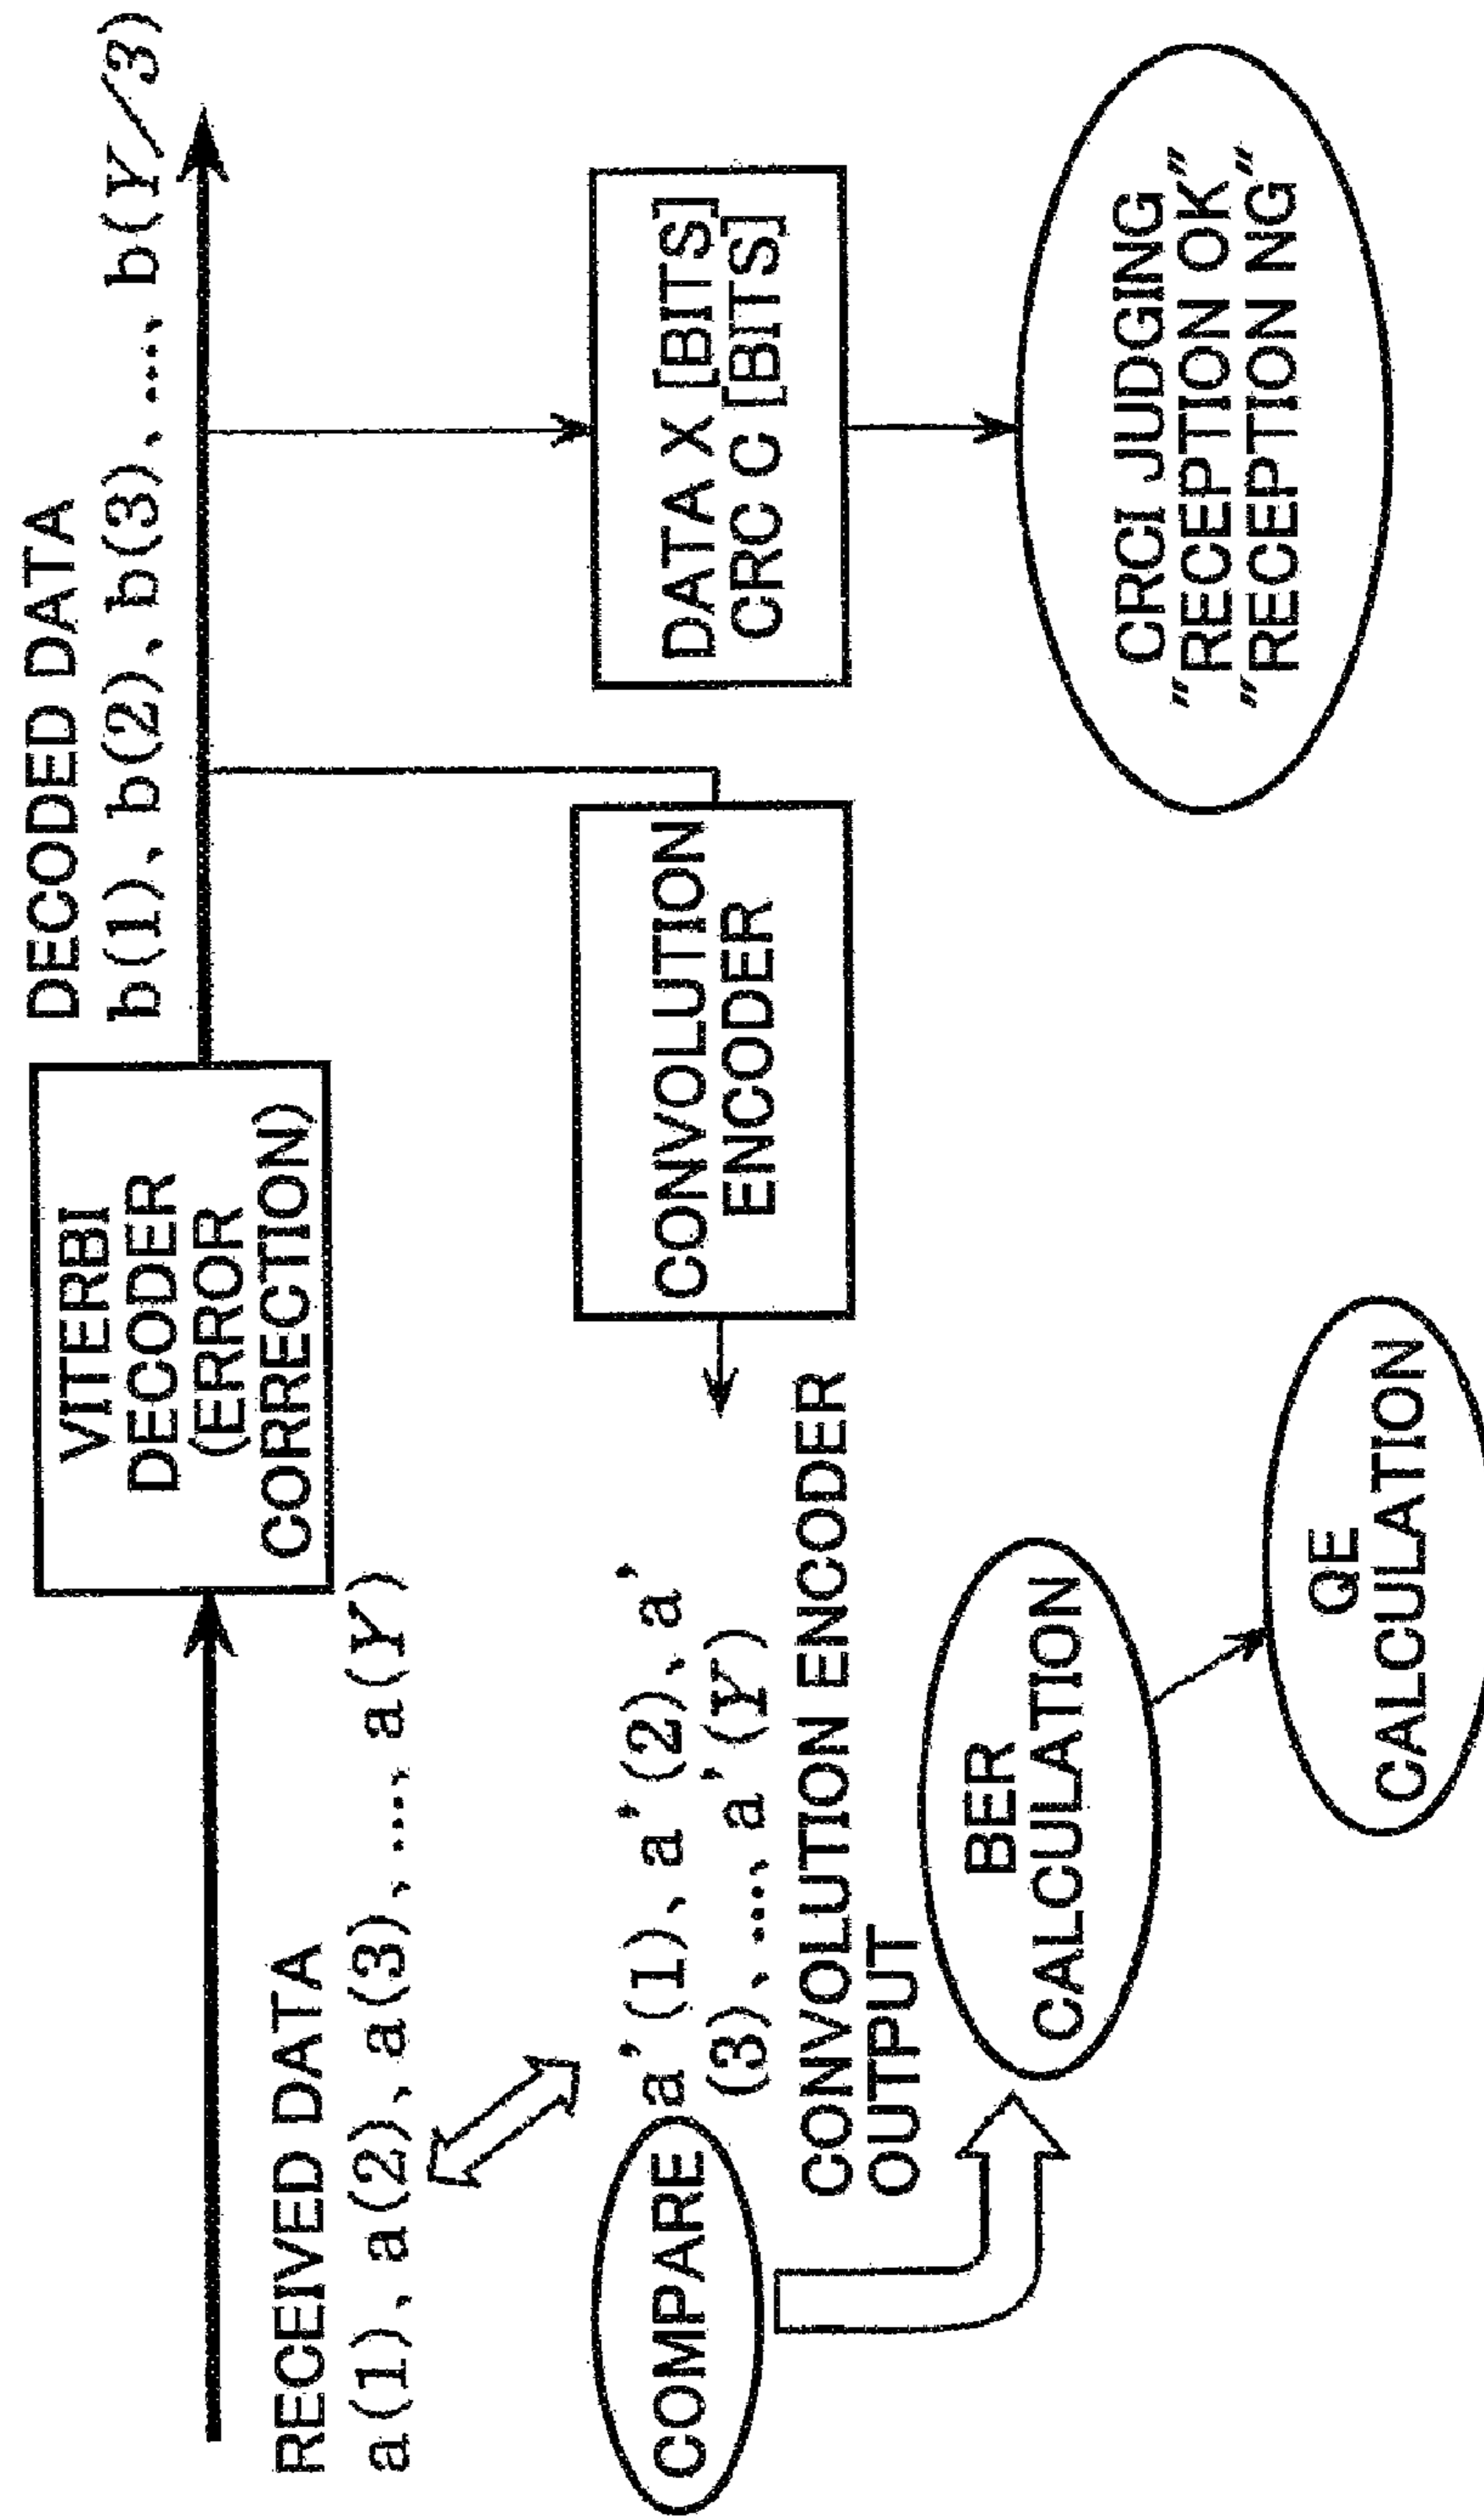 RECEIVED DATA
a(1)、a(2)、a(3)、...、a(Y)
VITERBI
DECODER
(ERROR
CORRECTION)
DECODED DATA
b(1)、b(2)、b(3)、...、b(Y/3)
COMPARE
a'(1)、a'(2)、a'
(3)、...、a'(Y)
CONVOLUTION ENCODER
OUTPUT
CONVOLUTION
ENCODER
DATA X [BITS]
CRC C [BITS]
BER
CALCULATION
QE
CALCULATION
CRCI JUDGING
"RECEPTION OK"
"RECEPTION NG"